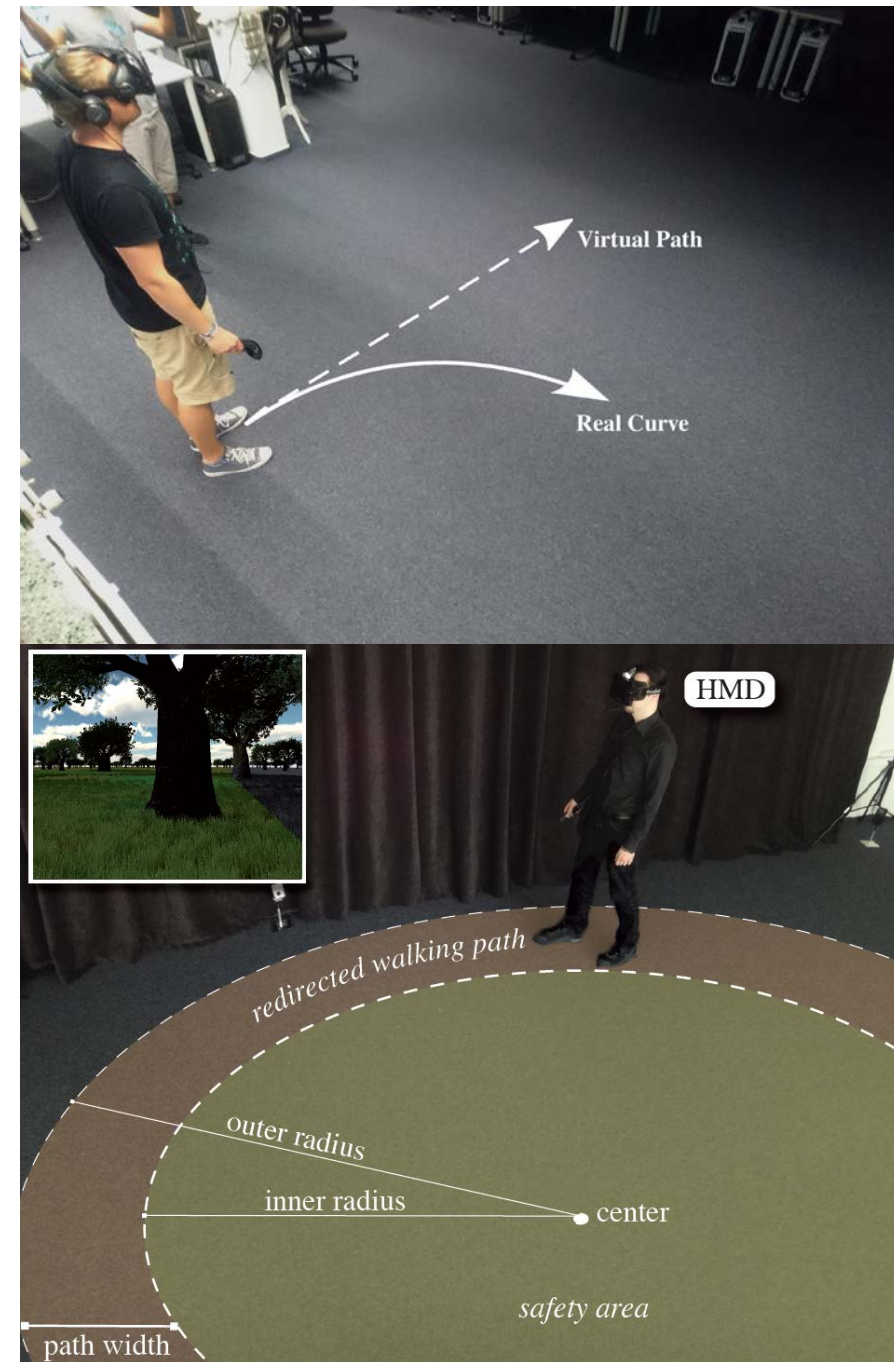 Virtual Path
Real Curve
HMD
redirected walking path
outer radius
inner radius
center
safety area
path width